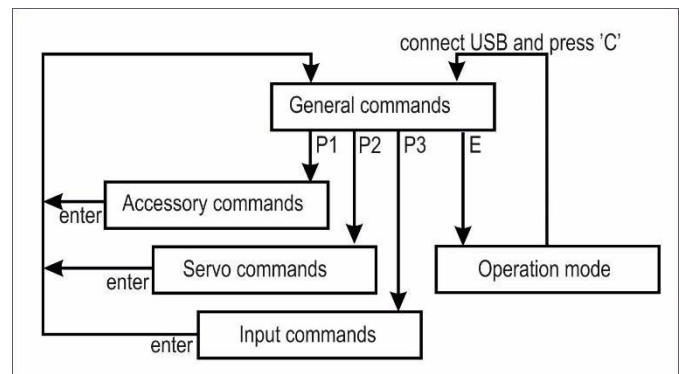 connect USB and press 'C'
General commands
P1 P2 P3 E
Accessory commands
enter
Servo commands
Operation mode
enter
Input commands
enter